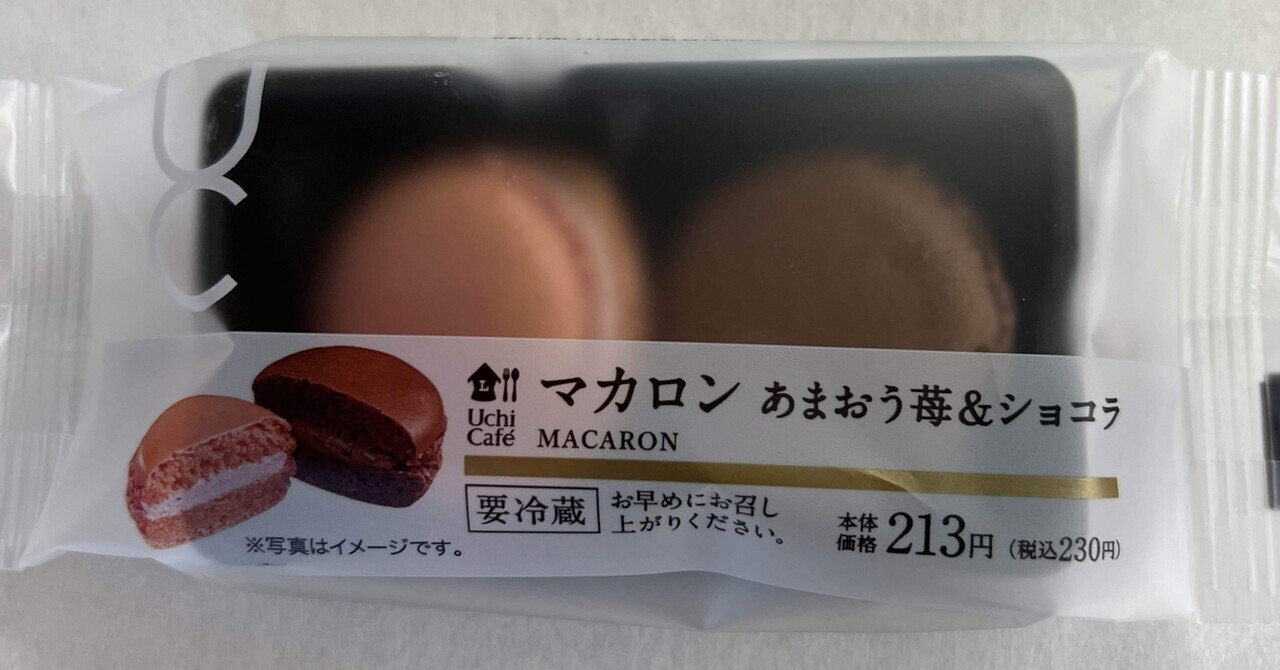 UC
L
Uchi
Café
マカロン あまおう苺&ショコラ
MACARON
要冷蔵
お早めにお召し
上がりください。
※写真はイメージです。
本体
価格 213円 (税込230円)